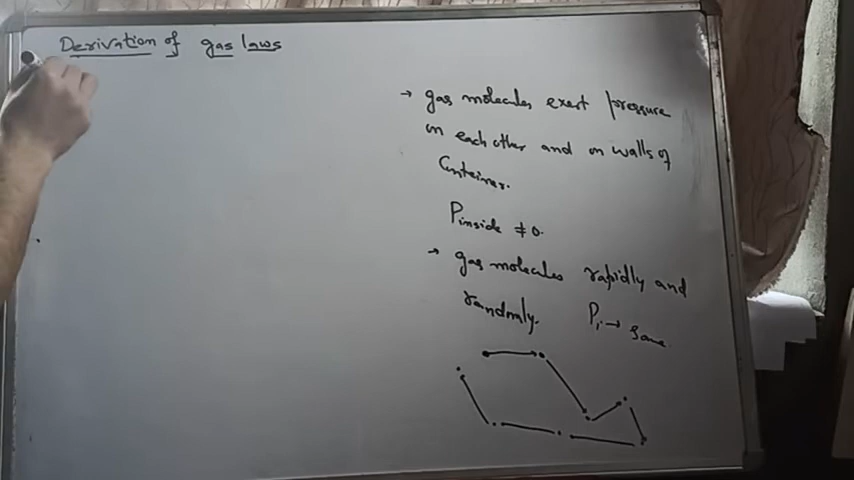 Derivation of gas laws
→ gas molecules exert pressure
on each other and on walls of
Container.
Pinside ≠ 0.
→ gas molecules rapidly and
randomly. Pi → same